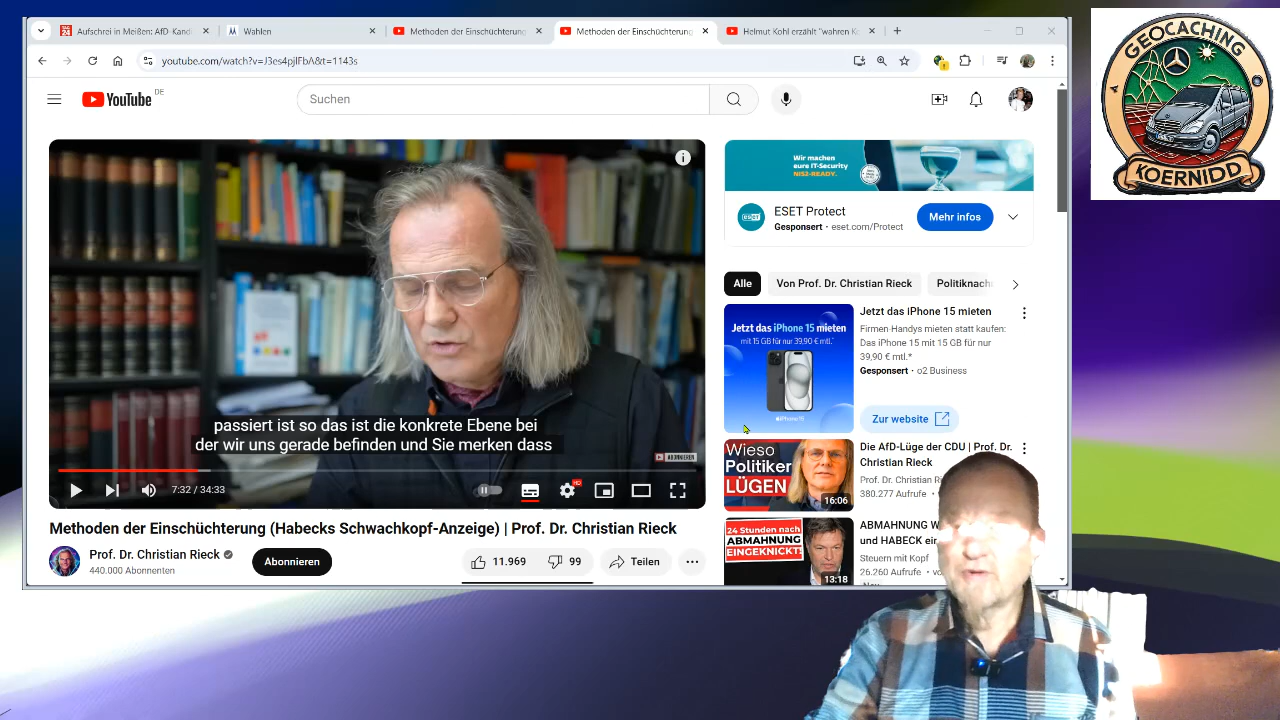 TAG 24 Aufschrei in Meißen: AfD-Kand
Wahlen
Methoden der Einschüchterung
Methoden der Einschüchterung
Helmut Kohl erzählt "wahren K
youtube.com/watch?v=J3es4pjlFbA&t=1143s
YouTube DE
Suchen
passiert ist so das ist die konkrete Ebene bei
der wir uns gerade befinden und Sie merken dass
ABONNIEREN
7:32 / 34:33
HD
Methoden der Einschüchterung (Habecks Schwachkopf-Anzeige) | Prof. Dr. Christian Rieck
Prof. Dr. Christian Rieck
440.000 Abonnenten
Abonnieren
11.969
99
Teilen
Wir machen
eure IT-Security
NIS2-READY.
eset
ESET Protect
Gesponsert • eset.com/Protect
Mehr infos
Alle
Von Prof. Dr. Christian Rieck
Politiknach
Jetzt das iPhone 15 mieten
mit 15 GB für nur 39,90 € mtl.*
iPhone 15
Jetzt das iPhone 15 mieten
Firmen-Handys mieten statt kaufen:
Das iPhone 15 mit 15 GB für nur
39,90 € mtl.*
Gesponsert • o2 Business
Zur website
Wieso
Politiker
LÜGEN
16:06
Die AfD-Lüge der CDU | Prof. Dr.
Christian Rieck
Prof. Dr. Christian
380.277 Aufrufe
24 Stunden nach
ABMAHNUNG
EINGEKNICKT!
13:18
ABMAHNUNG
und HABECK
Steuern mit Kopf
26.260 Aufrufe
Neu
GEOCACHING
KOERNIDD